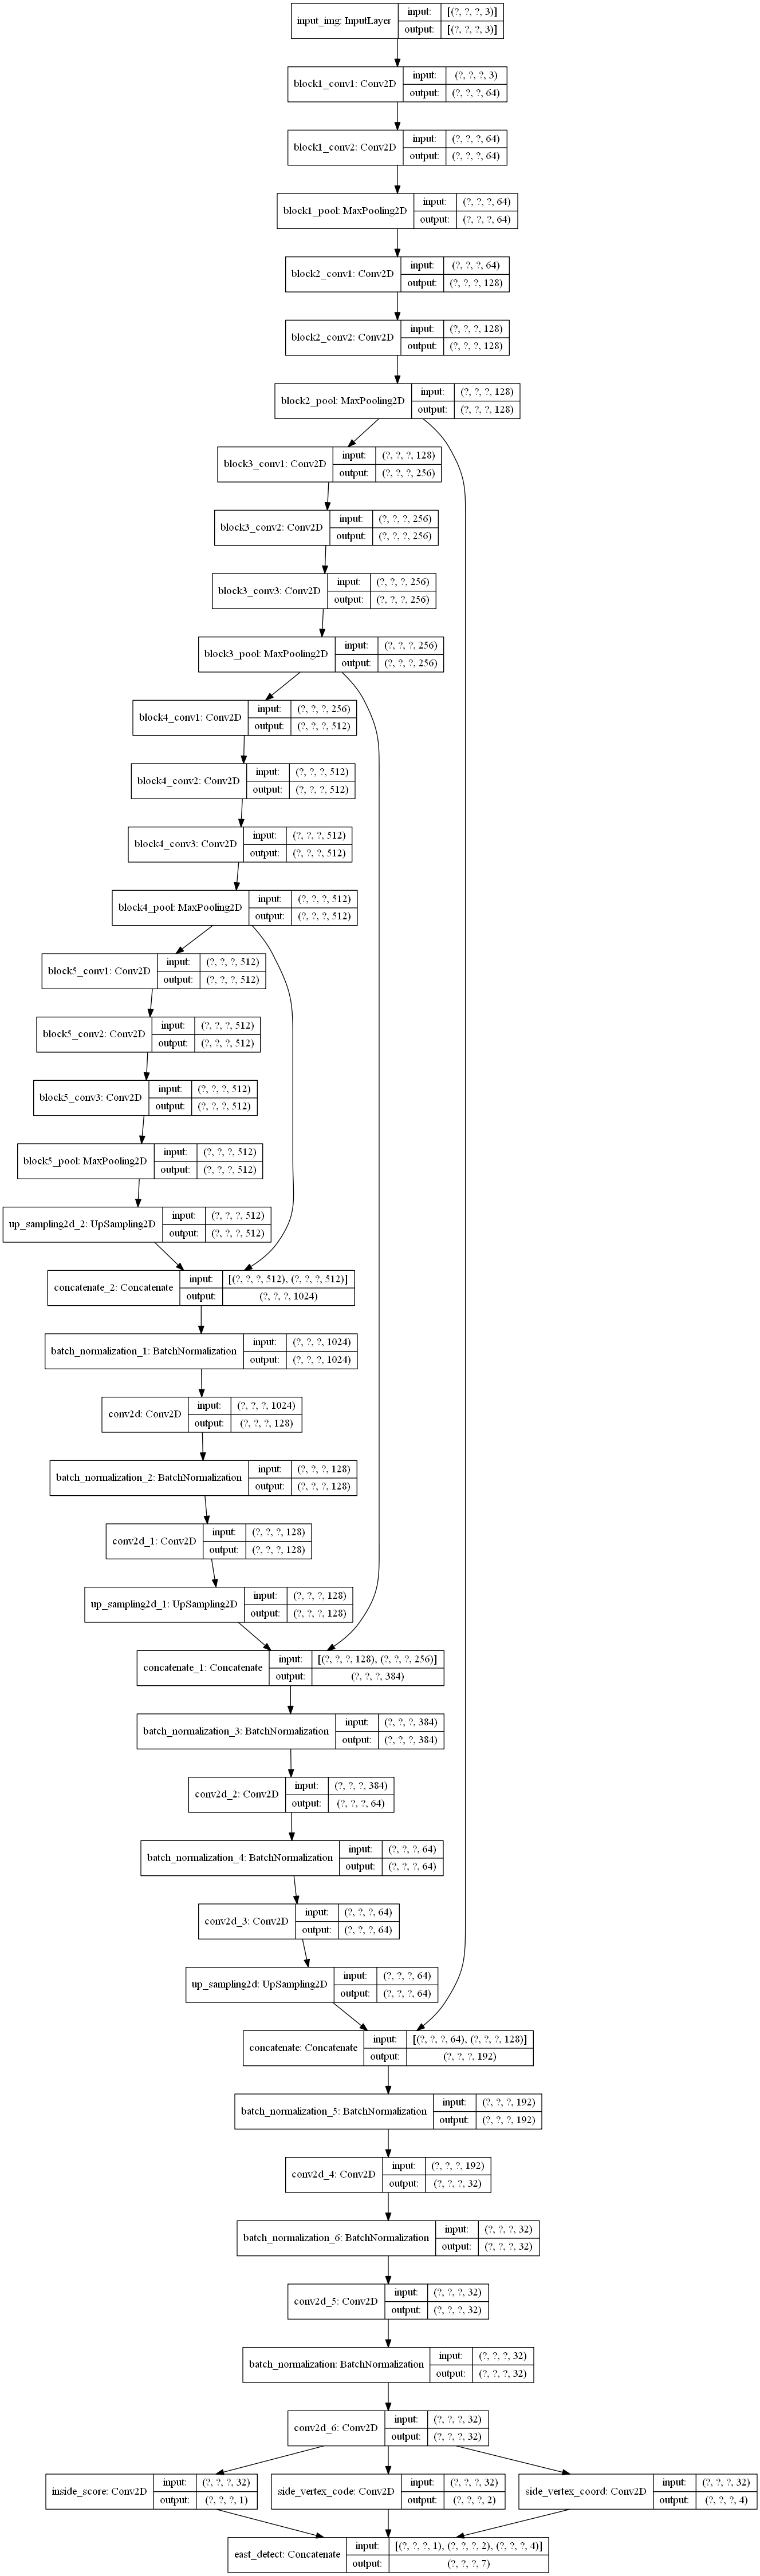 input_img: InputLayer
input: [(?, ?, ?, 3)]
output: [(?, ?, ?, 3)]
block1_conv1: Conv2D
input: (?, ?, ?, 3)
output: (?, ?, ?, 64)
block1_conv2: Conv2D
input: (?, ?, ?, 64)
output: (?, ?, ?, 64)
block1_pool: MaxPooling2D
input: (?, ?, ?, 64)
output: (?, ?, ?, 64)
block2_conv1: Conv2D
input: (?, ?, ?, 64)
output: (?, ?, ?, 128)
block2_conv2: Conv2D
input: (?, ?, ?, 128)
output: (?, ?, ?, 128)
block2_pool: MaxPooling2D
input: (?, ?, ?, 128)
output: (?, ?, ?, 128)
block3_conv1: Conv2D
input: (?, ?, ?, 128)
output: (?, ?, ?, 256)
block3_conv2: Conv2D
input: (?, ?, ?, 256)
output: (?, ?, ?, 256)
block3_conv3: Conv2D
input: (?, ?, ?, 256)
output: (?, ?, ?, 256)
block3_pool: MaxPooling2D
input: (?, ?, ?, 256)
output: (?, ?, ?, 256)
block4_conv1: Conv2D
input: (?, ?, ?, 256)
output: (?, ?, ?, 512)
block4_conv2: Conv2D
input: (?, ?, ?, 512)
output: (?, ?, ?, 512)
block4_conv3: Conv2D
input: (?, ?, ?, 512)
output: (?, ?, ?, 512)
block4_pool: MaxPooling2D
input: (?, ?, ?, 512)
output: (?, ?, ?, 512)
block5_conv1: Conv2D
input: (?, ?, ?, 512)
output: (?, ?, ?, 512)
block5_conv2: Conv2D
input: (?, ?, ?, 512)
output: (?, ?, ?, 512)
block5_conv3: Conv2D
input: (?, ?, ?, 512)
output: (?, ?, ?, 512)
block5_pool: MaxPooling2D
input: (?, ?, ?, 512)
output: (?, ?, ?, 512)
up_sampling2d_2: UpSampling2D
input: (?, ?, ?, 512)
output: (?, ?, ?, 512)
concatenate_2: Concatenate
input: [(?, ?, ?, 512), (?, ?, ?, 512)]
output: (?, ?, ?, 1024)
batch_normalization_1: BatchNormalization
input: (?, ?, ?, 1024)
output: (?, ?, ?, 1024)
conv2d: Conv2D
input: (?, ?, ?, 1024)
output: (?, ?, ?, 128)
batch_normalization_2: BatchNormalization
input: (?, ?, ?, 128)
output: (?, ?, ?, 128)
conv2d_1: Conv2D
input: (?, ?, ?, 128)
output: (?, ?, ?, 128)
up_sampling2d_1: UpSampling2D
input: (?, ?, ?, 128)
output: (?, ?, ?, 128)
concatenate_1: Concatenate
input: [(?, ?, ?, 128), (?, ?, ?, 256)]
output: (?, ?, ?, 384)
batch_normalization_3: BatchNormalization
input: (?, ?, ?, 384)
output: (?, ?, ?, 384)
conv2d_2: Conv2D
input: (?, ?, ?, 384)
output: (?, ?, ?, 64)
batch_normalization_4: BatchNormalization
input: (?, ?, ?, 64)
output: (?, ?, ?, 64)
conv2d_3: Conv2D
input: (?, ?, ?, 64)
output: (?, ?, ?, 64)
up_sampling2d: UpSampling2D
input: (?, ?, ?, 64)
output: (?, ?, ?, 64)
concatenate: Concatenate
input: [(?, ?, ?, 64), (?, ?, ?, 128)]
output: (?, ?, ?, 192)
batch_normalization_5: BatchNormalization
input: (?, ?, ?, 192)
output: (?, ?, ?, 192)
conv2d_4: Conv2D
input: (?, ?, ?, 192)
output: (?, ?, ?, 32)
batch_normalization_6: BatchNormalization
input: (?, ?, ?, 32)
output: (?, ?, ?, 32)
conv2d_5: Conv2D
input: (?, ?, ?, 32)
output: (?, ?, ?, 32)
batch_normalization: BatchNormalization
input: (?, ?, ?, 32)
output: (?, ?, ?, 32)
conv2d_6: Conv2D
input: (?, ?, ?, 32)
output: (?, ?, ?, 32)
inside_score: Conv2D
input: (?, ?, ?, 32)
output: (?, ?, ?, 1)
side_vertex_code: Conv2D
input: (?, ?, ?, 32)
output: (?, ?, ?, 2)
side_vertex_coord: Conv2D
input: (?, ?, ?, 32)
output: (?, ?, ?, 4)
east_detect: Concatenate
input: [(?, ?, ?, 1), (?, ?, ?, 2), (?, ?, ?, 4)]
output: (?, ?, ?, 7)